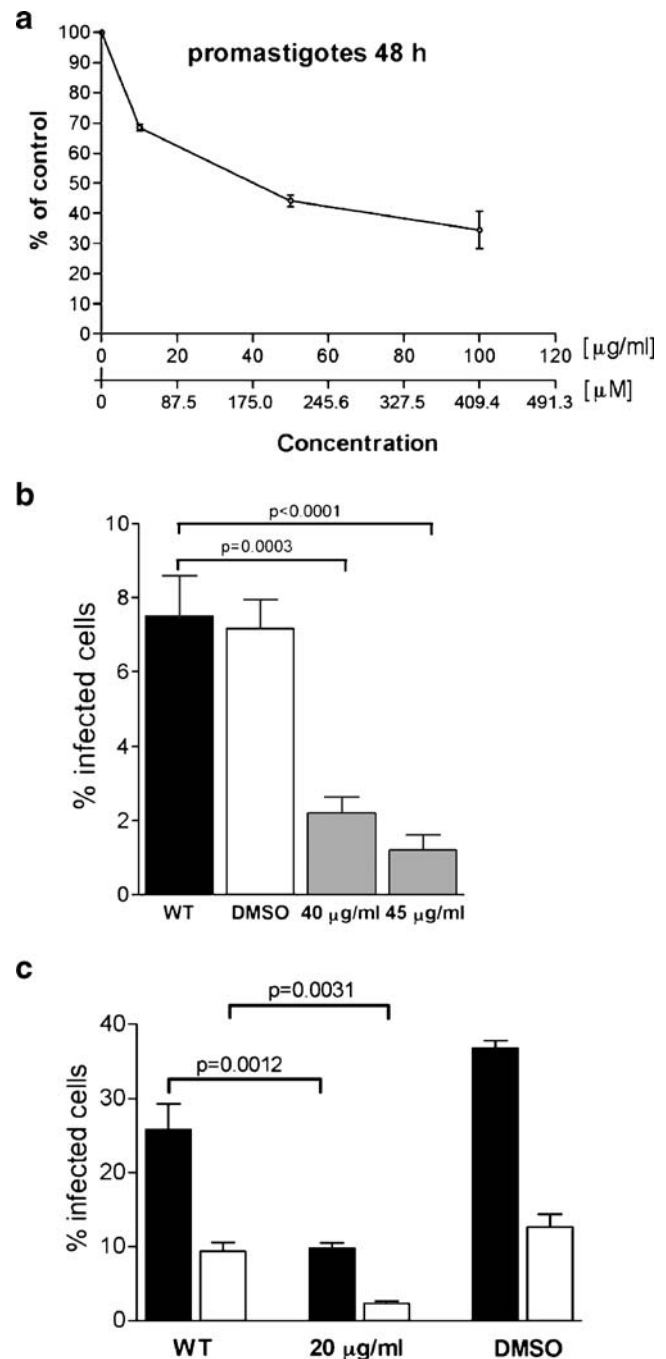 a
promastigotes 48 h
% of control
100
90
80
70
60
50
40
30
20
10
0
0 20 40 60 80 100 120 [μg/ml]
0 87.5 175.0 245.6 327.5 409.4 491.3 [μM]
Concentration
b
p<0.0001
p=0.0003
% infected cells
10
8
6
4
2
0
WT DMSO 40 μg/ml 45 μg/ml
c
p=0.0031
p=0.0012
% infected cells
40
30
20
10
0
WT 20 μg/ml DMSO